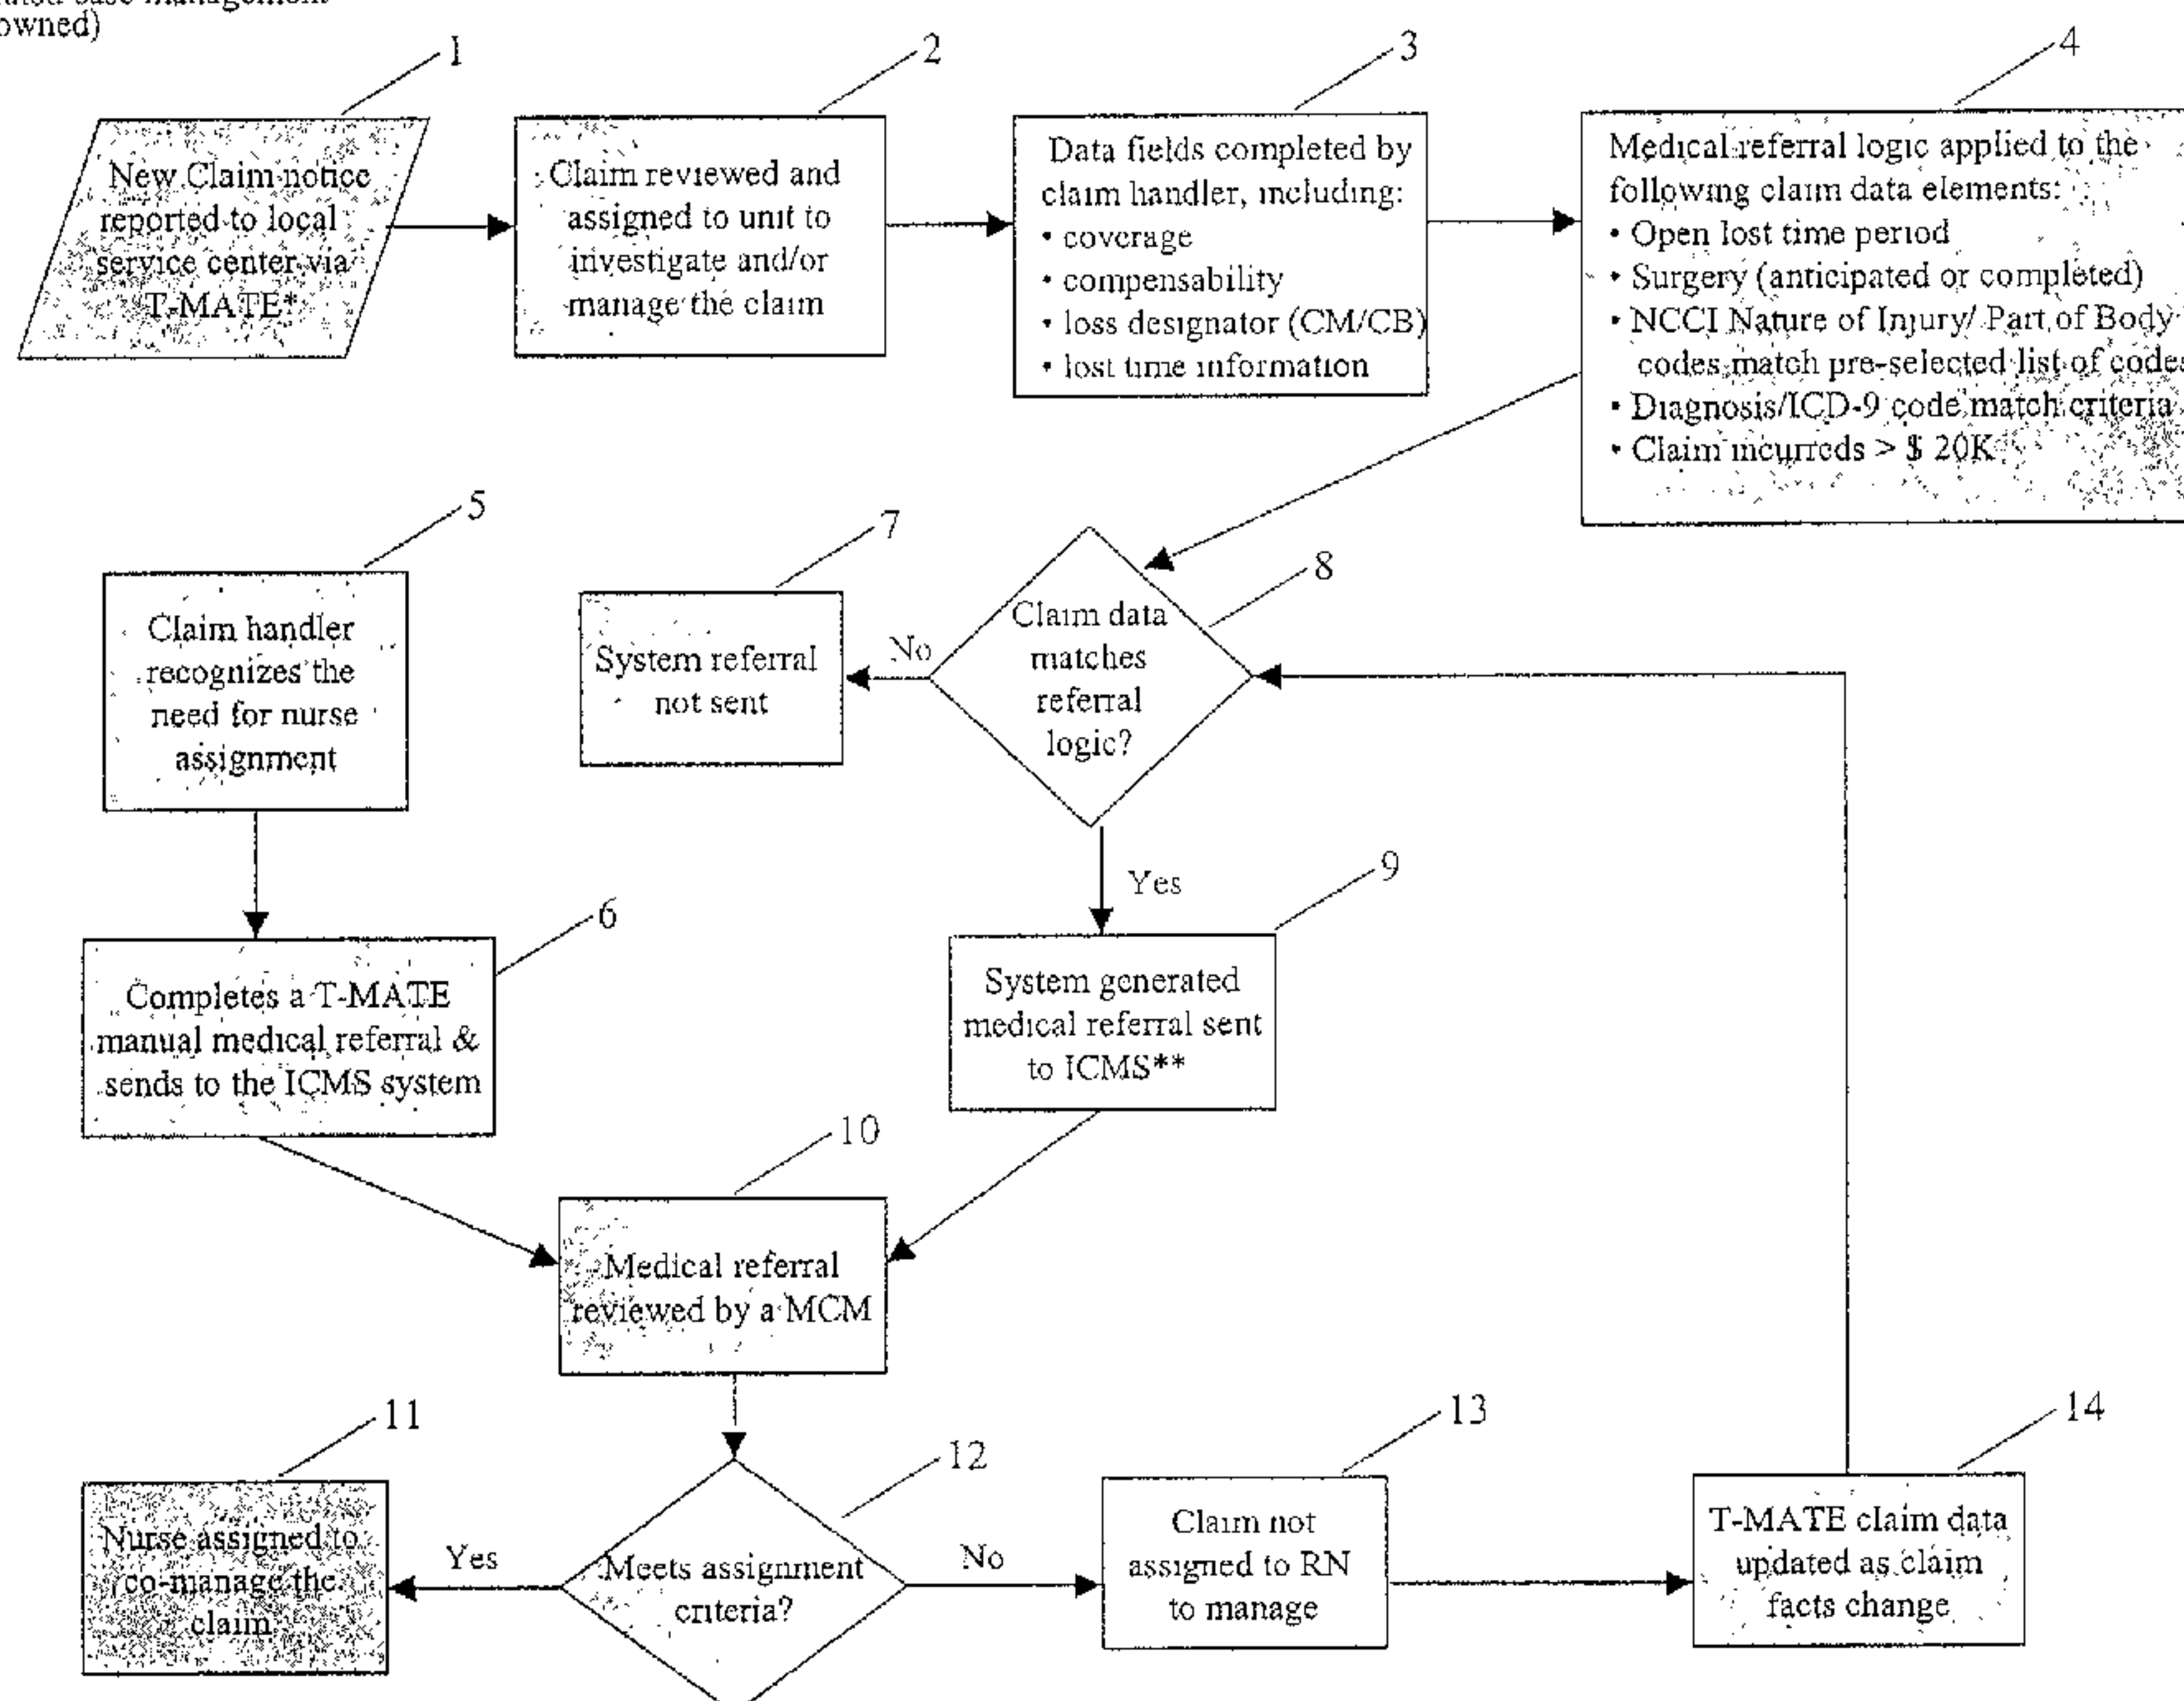 case management
owned)
1
2
3
4
New Claim notice
reported to local
service center via
T-MATE*
Claim reviewed and
assigned to unit to
investigate and/or
manage the claim
Data fields completed by
claim handler, including:
• coverage
• compensability
• loss designator (CM/CB)
• lost time information
Medical referral logic applied to the
following claim data elements:
• Open lost time period
• Surgery (anticipated or completed)
• NCCI Nature of Injury/ Part of Body
codes match pre-selected list of codes
• Diagnosis/ICD-9 code match criteria
• Claim incurreds > $ 20K
5
7
8
Claim handler
recognizes the
need for nurse
assignment
System referral
not sent
No
Claim data
matches
referral
logic?
Yes
6
9
Completes a T-MATE
manual medical referral &
sends to the ICMS system
System generated
medical referral sent
to ICMS**
10
Medical referral
reviewed by a MCM
11
12
13
14
Nurse assigned to
co-manage the
claim
Yes
Meets assignment
criteria?
No
Claim not
assigned to RN
to manage
T-MATE claim data
updated as claim
facts change